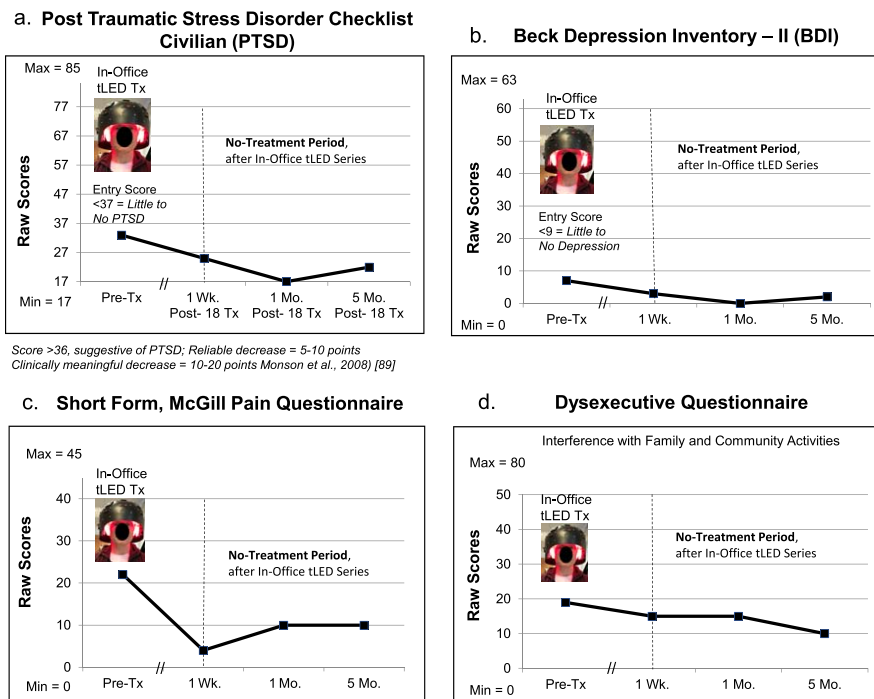 a. Post Traumatic Stress Disorder Checklist
Civilian (PTSD)
Max = 85
In-Office
tLED Tx
77
67
57
47
37
27
17
Raw Scores
No-Treatment Period,
after In-Office tLED Series
Entry Score
<37 = Little to
No PTSD
Min = 17
//
Pre-Tx
1 Wk.
Post- 18 Tx
1 Mo.
Post- 18 Tx
5 Mo.
Post- 18 Tx
Score >36, suggestive of PTSD; Reliable decrease = 5-10 points
Clinically meaningful decrease = 10-20 points Monson et al., 2008) [89]
b. Beck Depression Inventory – II (BDI)
Max = 63
In-Office
tLED Tx
60
50
40
30
20
10
0
Raw Scores
No-Treatment Period,
after In-Office tLED Series
Entry Score
<9 = Little to
No Depression
Min = 0
//
Pre-Tx
1 Wk.
1 Mo.
5 Mo.
c. Short Form, McGill Pain Questionnaire
Max = 45
In-Office
tLED Tx
40
30
20
10
0
Raw Scores
No-Treatment Period,
after In-Office tLED Series
Min = 0
//
Pre-Tx
1 Wk.
1 Mo.
5 Mo.
d. Dysexecutive Questionnaire
Interference with Family and Community Activities
Max = 80
In-Office
tLED Tx
50
40
30
20
10
0
Raw Scores
No-Treatment Period,
after In-Office tLED Series
Min = 0
//
Pre-Tx
1 Wk.
1 Mo.
5 Mo.